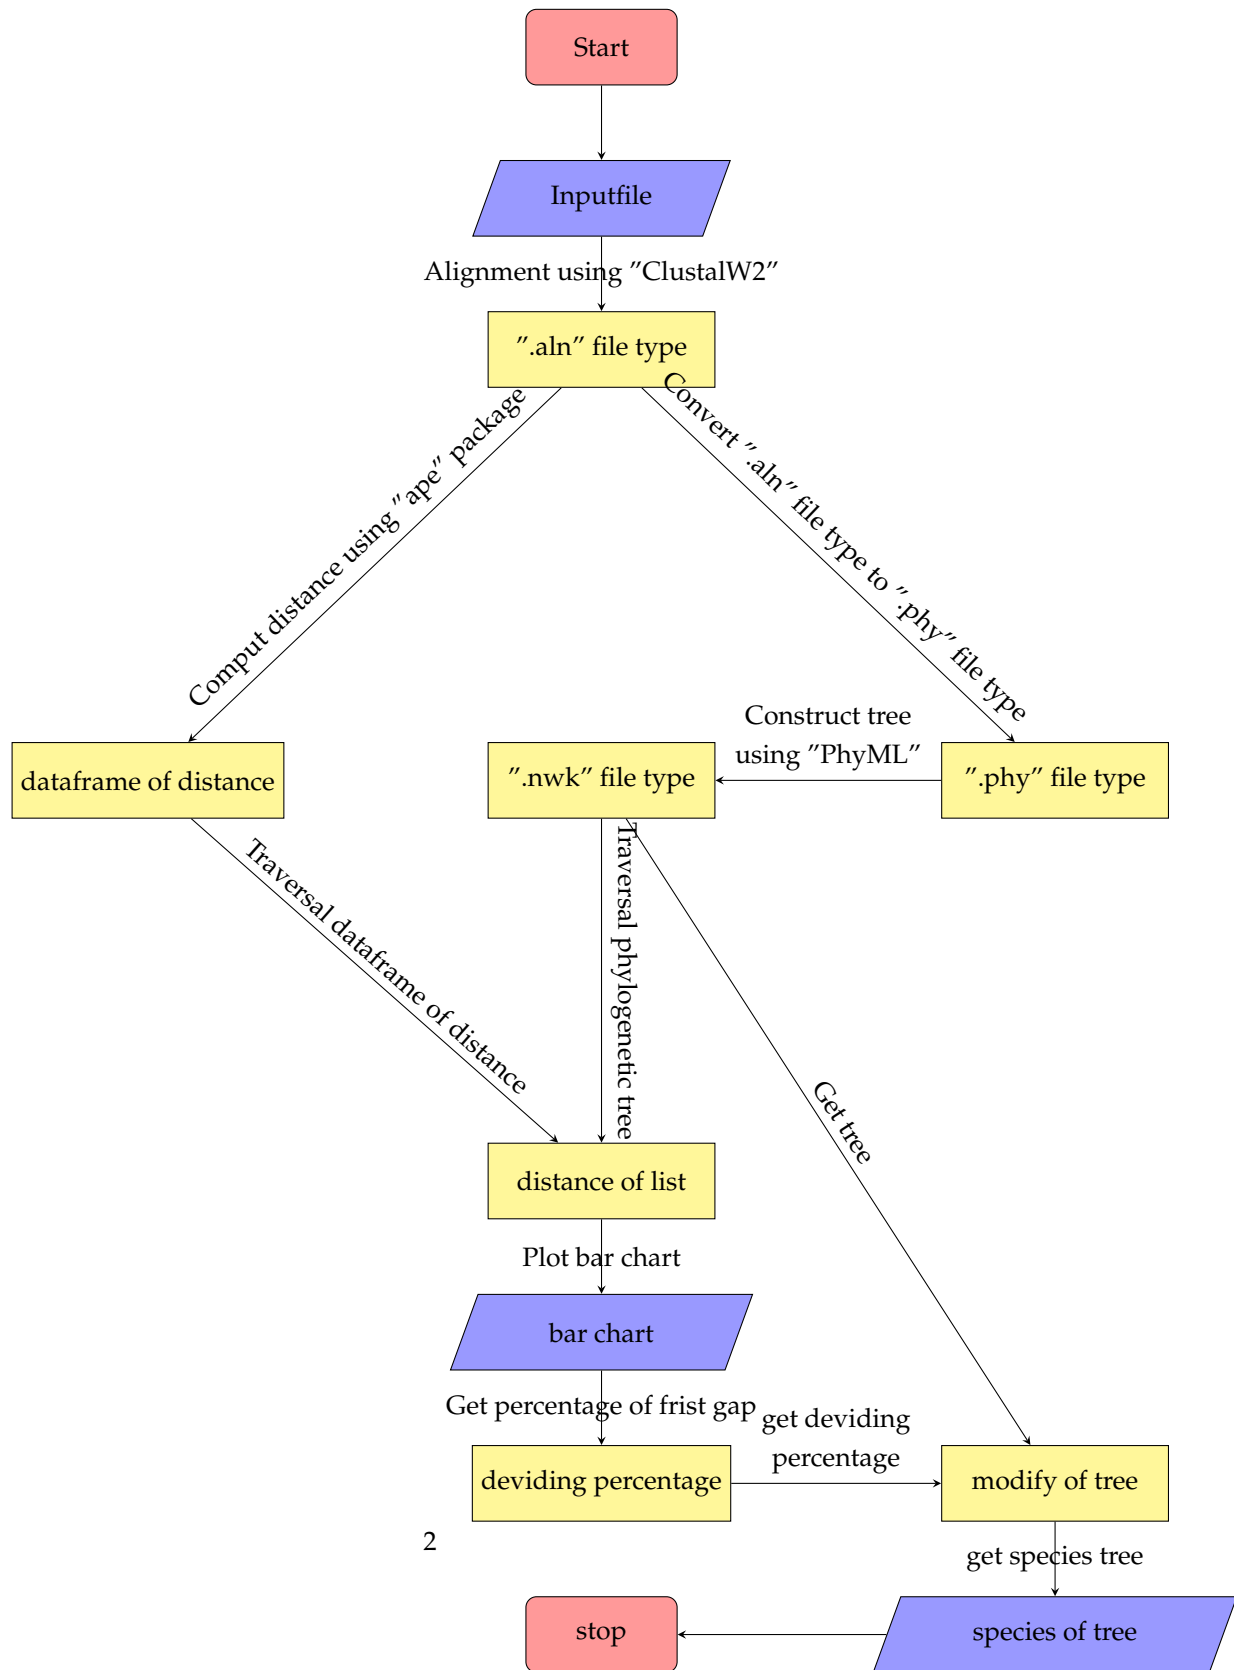 Start
Inputfile
Alignment using ”ClustalW2”
”.aln” file type
Comput distance using ”ape” package
Convert ”.aln” file type to ”.phy” file type
Construct tree
using ”PhyML”
dataframe of distance
”.nwk” file type
”.phy” file type
Traversal dataframe of distance
Traversal phylogenetic tree
Get tree
distance of list
Plot bar chart
bar chart
Get percentage of frist gap
get deviding
percentage
deviding percentage
modify of tree
2
get species tree
stop
species of tree